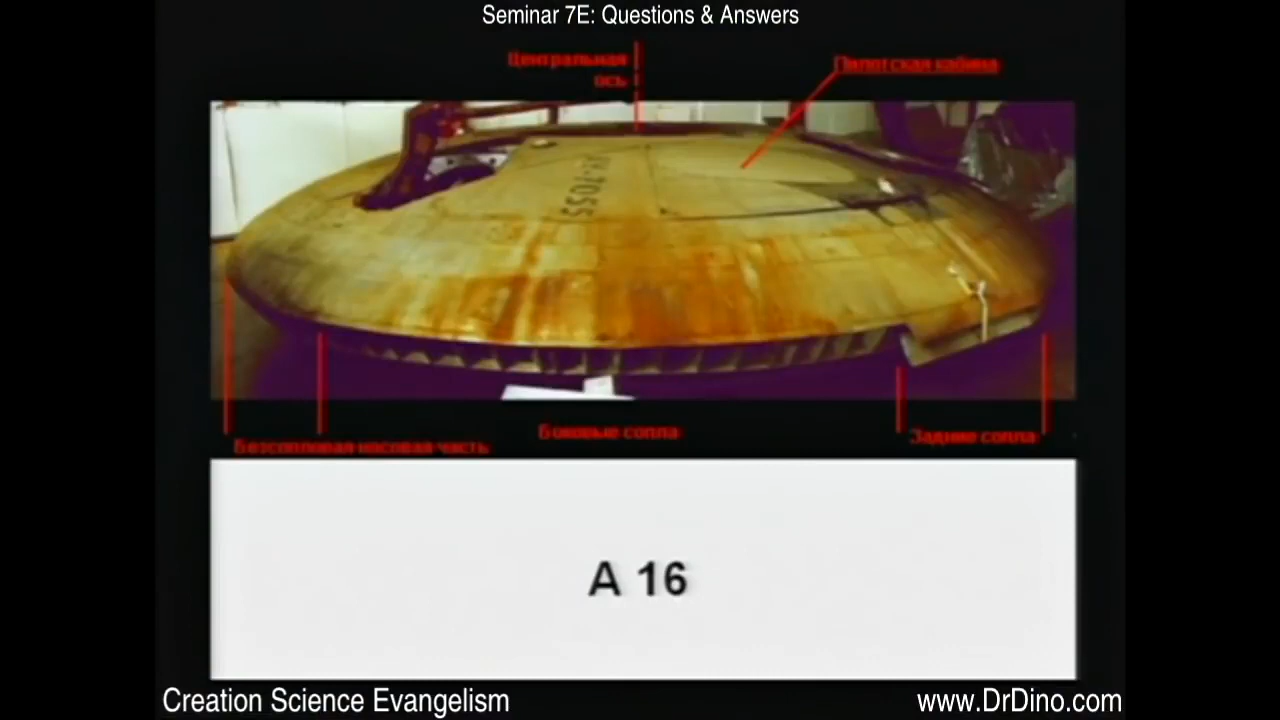 Seminar 7E: Questions & Answers
Центральная
ось
Пилотская кабина
Безсопловая носовая часть
Боковые сопла
Задние сопла
A 16
Creation Science Evangelism
www.DrDino.com